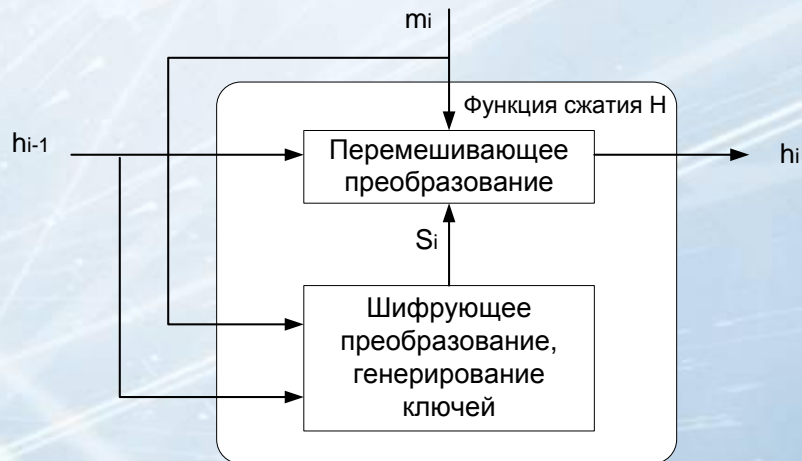 mi
Функция сжатия H
hi-1
Перемешивающее
преобразование
hi
Si
Шифрующее
преобразование,
генерирование
ключей